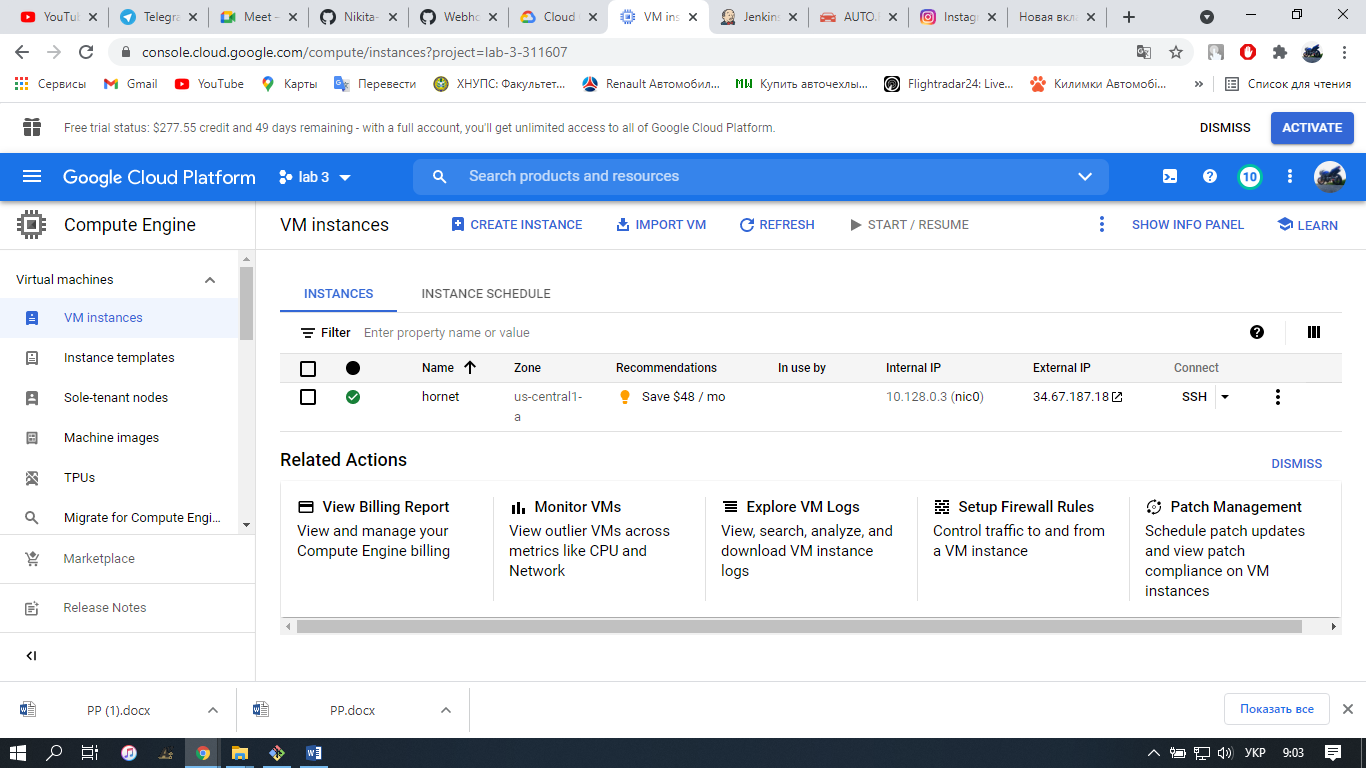 YouTu
Telegra
Meet –
Nikita-
Webho
Cloud
VM ins
Jenkins
AUTO.
Instag
Новая вкл
console.cloud.google.com/compute/instances?project=lab-3-311607
Сервисы
Gmail
YouTube
Карты
Перевести
ХНУПС: Факультет...
Renault Автомобил...
Купить авточехлы...
Flightradar24: Live...
Килимки Автомобі...
»
Список для чтения
Free trial status: $277.55 credit and 49 days remaining - with a full account, you'll get unlimited access to all of Google Cloud Platform.
DISMISS
ACTIVATE
Google Cloud Platform
lab 3
Search products and resources
10
Compute Engine
VM instances
CREATE INSTANCE
IMPORT VM
REFRESH
START / RESUME
SHOW INFO PANEL
LEARN
Virtual machines
VM instances
Instance templates
Sole-tenant nodes
Machine images
TPUs
Migrate for Compute Engi...
Marketplace
Release Notes
INSTANCES
INSTANCE SCHEDULE
Filter
Enter property name or value
Name
Zone
Recommendations
In use by
Internal IP
External IP
Connect
hornet
us-central1-
a
Save $48 / mo
10.128.0.3 (nic0)
34.67.187.18
SSH
Related Actions
DISMISS
View Billing Report
View and manage your
Compute Engine billing
Monitor VMs
View outlier VMs across
metrics like CPU and
Network
Explore VM Logs
View, search, analyze, and
download VM instance
logs
Setup Firewall Rules
Control traffic to and from
a VM instance
Patch Management
Schedule patch updates
and view patch
compliance on VM
instances
PP (1).docx
PP.docx
Показать все
УКР
9:03